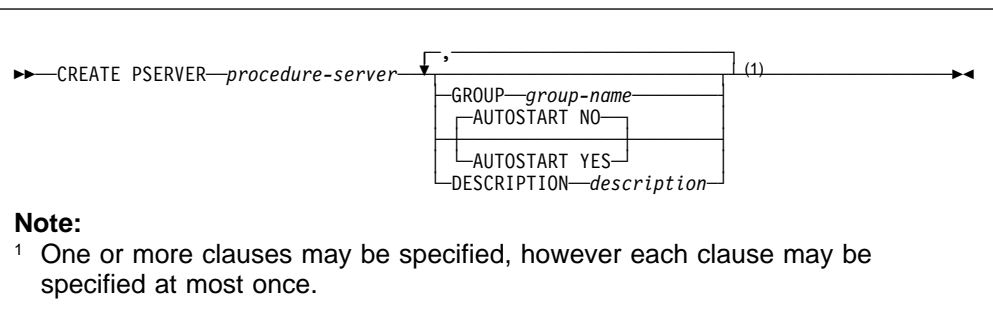 ,
CREATE PSERVER procedure-server (1)
GROUP group-name
AUTOSTART NO
AUTOSTART YES
DESCRIPTION description
Note:
1 One or more clauses may be specified, however each clause may be
specified at most once.